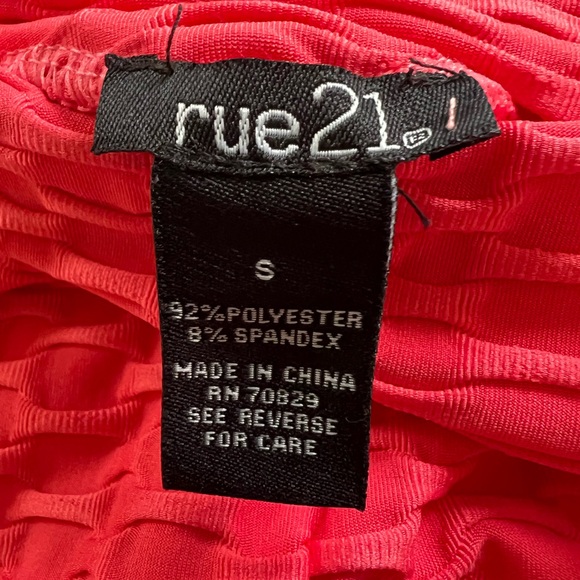 rue21
S
92%POLYESTER
8% SPANDEX
MADE IN CHINA
RN 70829
SEE REVERSE
FOR CARE